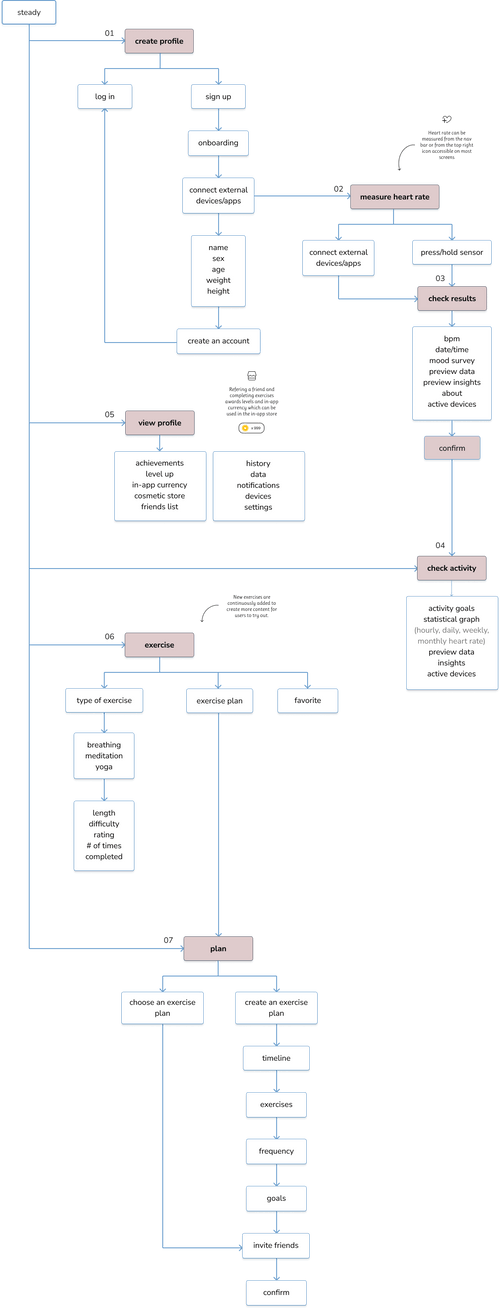 steady
01
create profile
log in
sign up
Heart rate can be
measured from the nav
bar or from the top right
icon accessible on most
screens
onboarding
connect external
devices/apps
02
measure heart rate
name
sex
age
weight
height
connect external
devices/apps
press/hold sensor
03
check results
create an account
bpm
date/time
mood survey
preview data
preview insights
about
active devices
Refering a friend and
completing exercises
awards levels and in-app
currency which can be
used in the in-app store
05
view profile
confirm
achievements
level up
in-app currency
cosmetic store
friends list
history
data
notifications
devices
settings
04
check activity
New exercises are
continuously added to
create more content for
users to try out.
activity goals
statistical graph
(hourly, daily, weekly,
monthly heart rate)
preview data
insights
active devices
06
exercise
type of exercise
exercise plan
favorite
breathing
meditation
yoga
length
difficulty
rating
# of times
completed
07
plan
choose an exercise
plan
create an exercise
plan
timeline
exercises
frequency
goals
invite friends
confirm